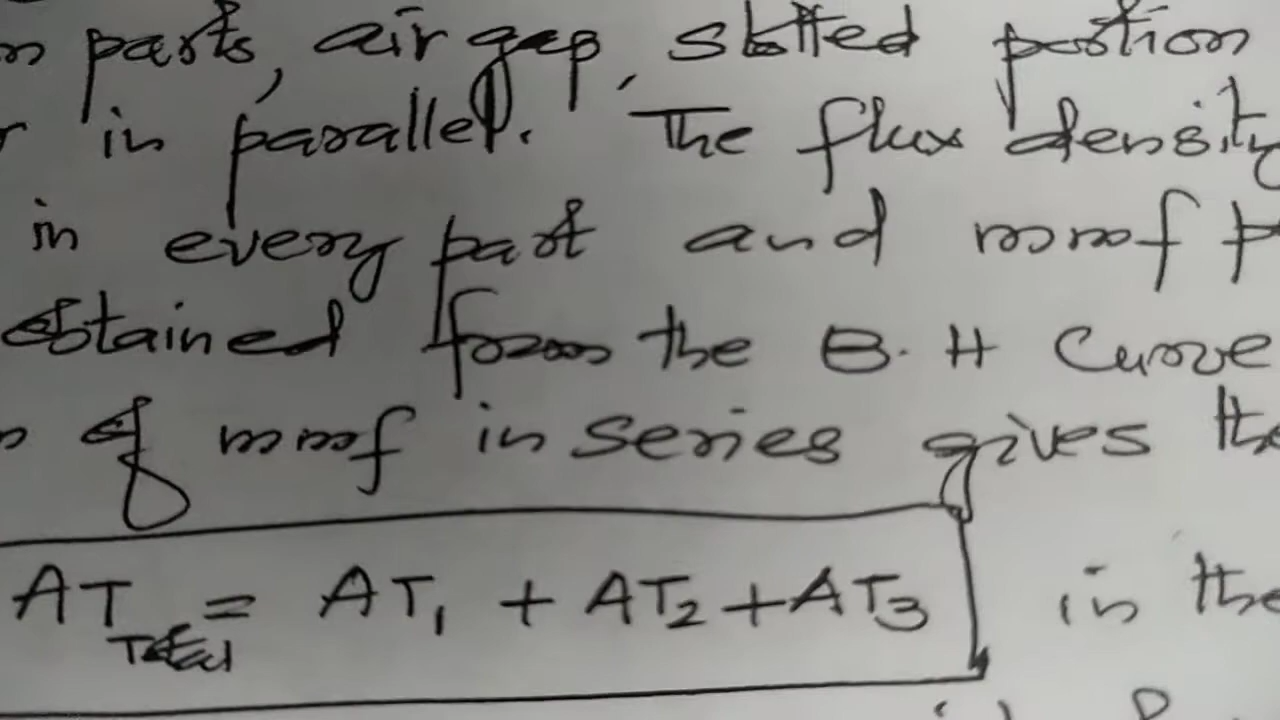 parts, air gap, slotted portion
in parallel. The flux density
in every part and mmf
obtained from the B.H Curve
of mmf in series gives the
AT Total = AT1 + AT2 + AT3 in the